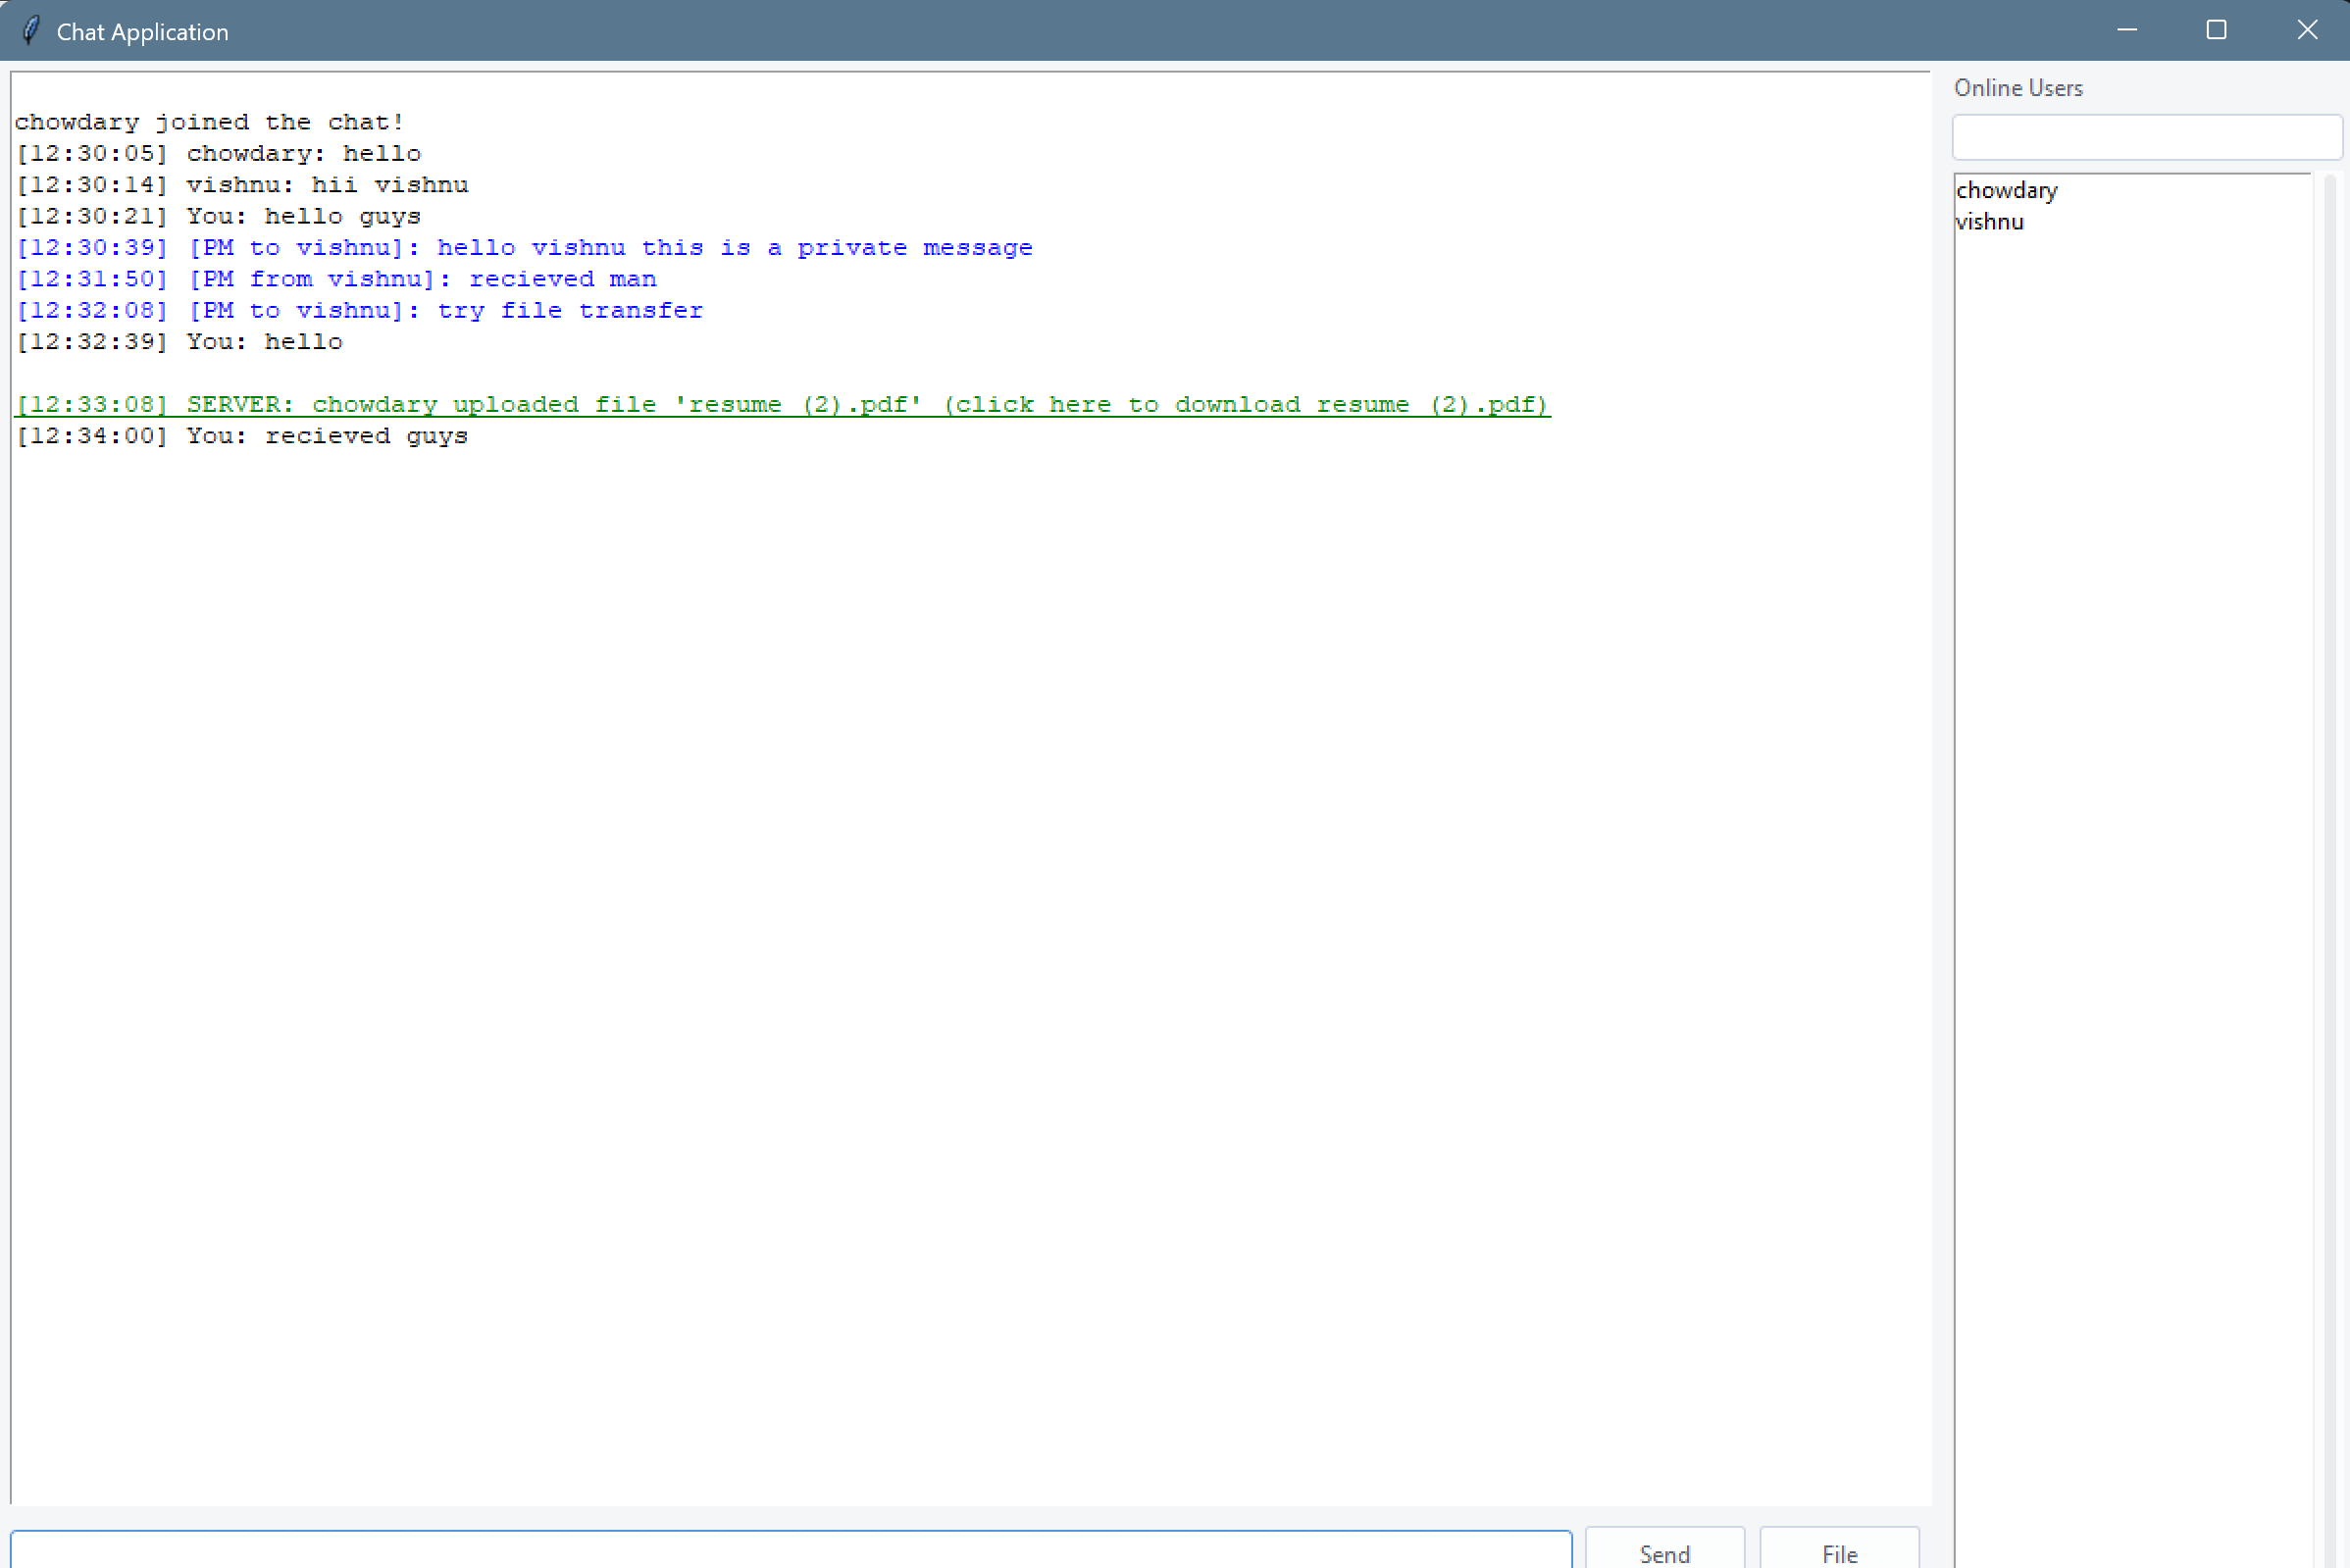 Chat Application
chowdary joined the chat!
[12:30:05] chowdary: hello
[12:30:14] vishnu: hii vishnu
[12:30:21] You: hello guys
[12:30:39] [PM to vishnu]: hello vishnu this is a private message
[12:31:50] [PM from vishnu]: recieved man
[12:32:08] [PM to vishnu]: try file transfer
[12:32:39] You: hello
[12:33:08] SERVER: chowdary uploaded file 'resume (2).pdf' (click here to download resume (2).pdf)
[12:34:00] You: recieved guys
Online Users
chowdary
vishnu
Send
File